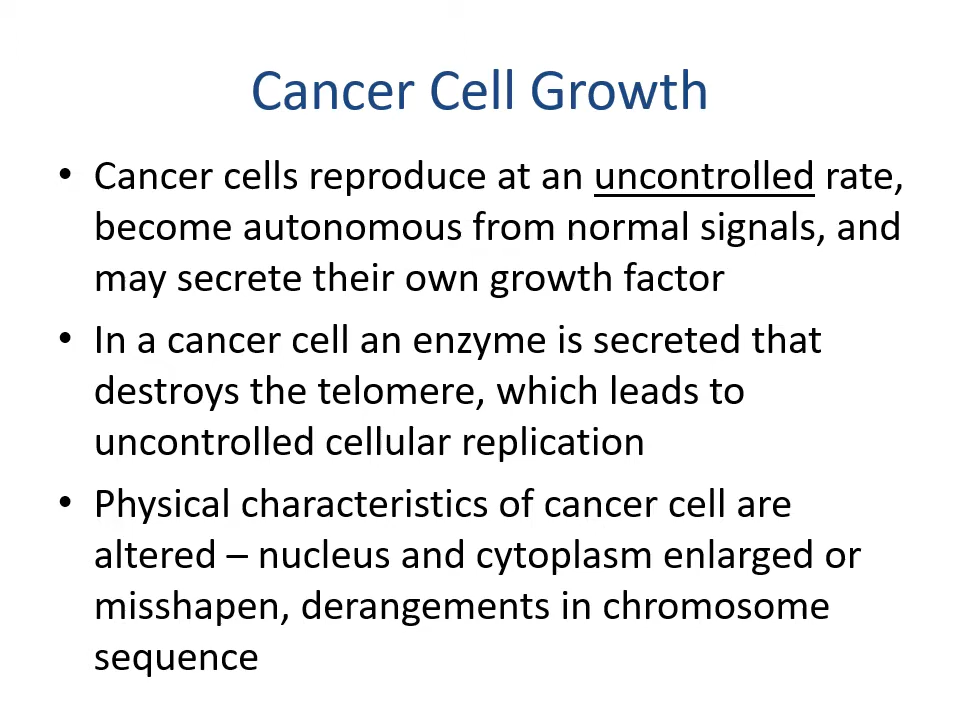 Cancer Cell Growth
• Cancer cells reproduce at an uncontrolled rate,
become autonomous from normal signals, and
may secrete their own growth factor
• In a cancer cell an enzyme is secreted that
destroys the telomere, which leads to
uncontrolled cellular replication
• Physical characteristics of cancer cell are
altered – nucleus and cytoplasm enlarged or
misshapen, derangements in chromosome
sequence